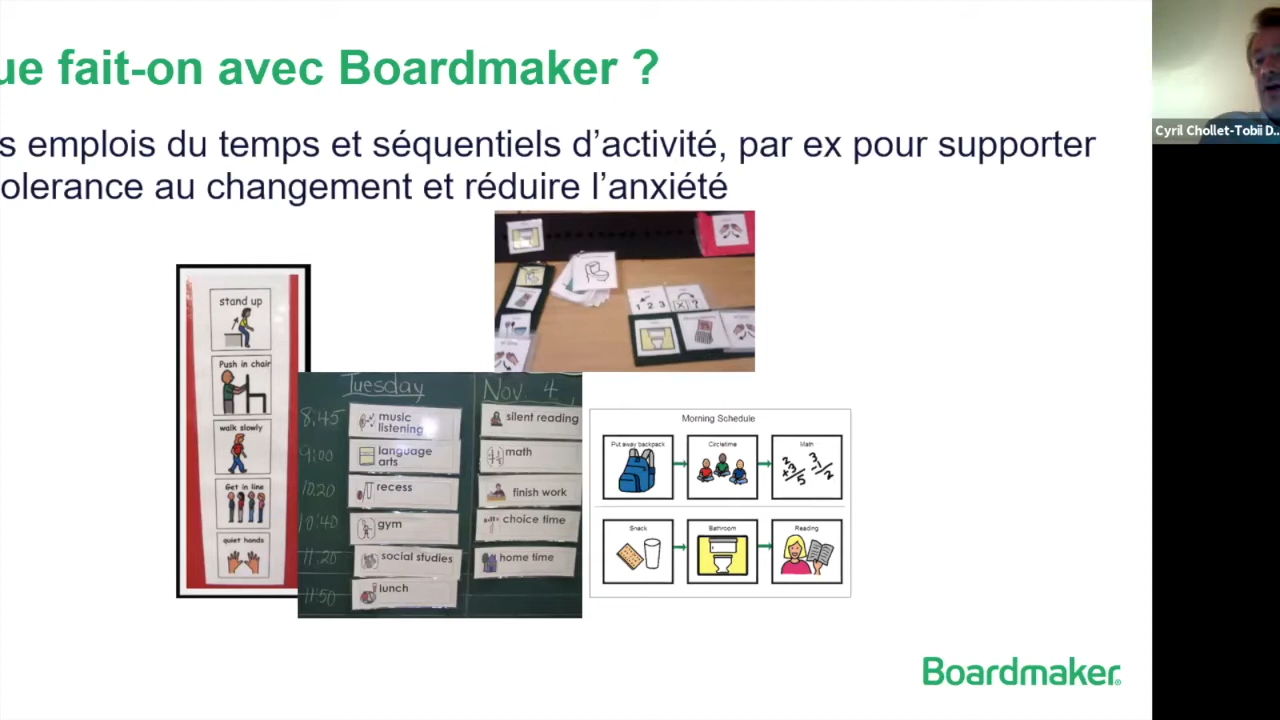 ue fait-on avec Boardmaker ?
s emplois du temps et séquentiels d’activité, par ex pour supporter
olerance au changement et réduire l’anxiété
Cyril Chollet-Tobii D...
stand up
Push in chair
walk slowly
Get in line
quiet hands
1 2 3
[X] ?
Tuesday
Nov. 4
8:45
music
listening
silent reading
9:00
language
arts
math
10:20
recess
finish work
10:40
gym
choice time
11:20
social studies
home time
11:50
lunch
Morning Schedule
Put away backpack
Circletime
Math
Snack
Bathroom
Reading
Boardmaker®